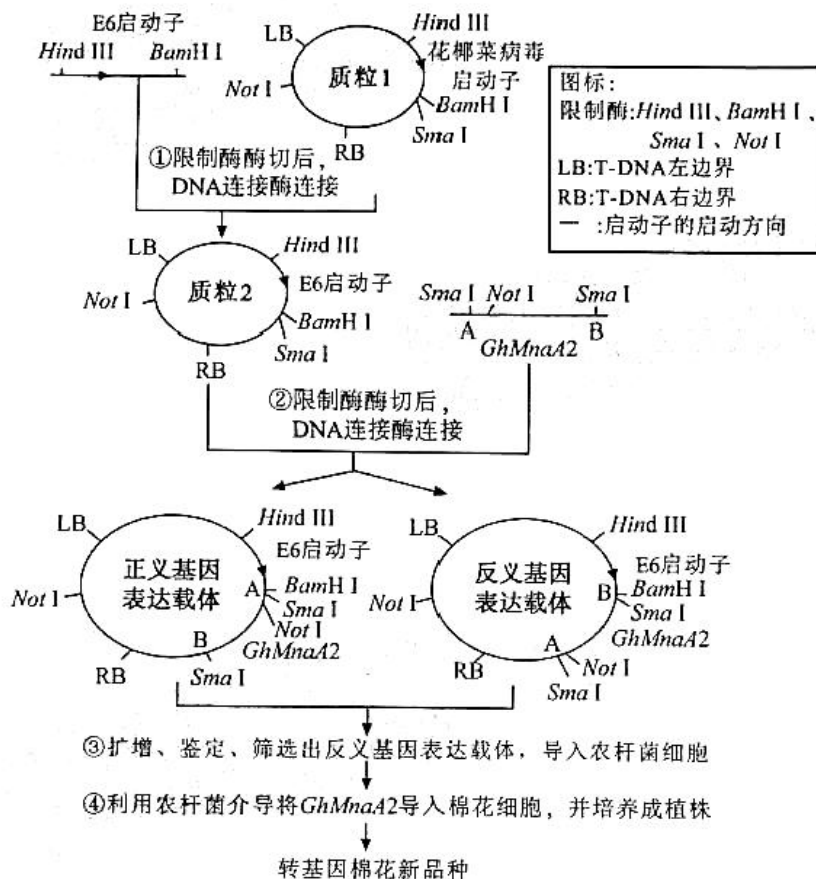 E6启动子
Hind III BamH I
LB
Hind III
花椰菜病毒
启动子
质粒1
Not I
BamH I
Sma I
RB
图标:
限制酶:Hind III、BamH I、
Sma I 、Not I
LB:T-DNA左边界
RB:T-DNA右边界
— :启动子的启动方向
①限制酶酶切后,
DNA连接酶连接
LB
Hind III
E6启动子
质粒2
Not I
BamH I
Sma I
RB
Sma I Not I Sma I
A B
GhMnaA2
②限制酶酶切后,
DNA连接酶连接
LB
Hind III
E6启动子
正义基因
表达载体
A
BamH I
Sma I
Not I
Not I
GhMnaA2
B
RB
Sma I
LB
Hind III
E6启动子
反义基因
表达载体
B
BamH I
Sma I
Not I
GhMnaA2
A
RB
Not I
Sma I
③扩增、鉴定、筛选出反义基因表达载体,导入农杆菌细胞
④利用农杆菌介导将GhMnaA2导入棉花细胞,并培养成植株
转基因棉花新品种